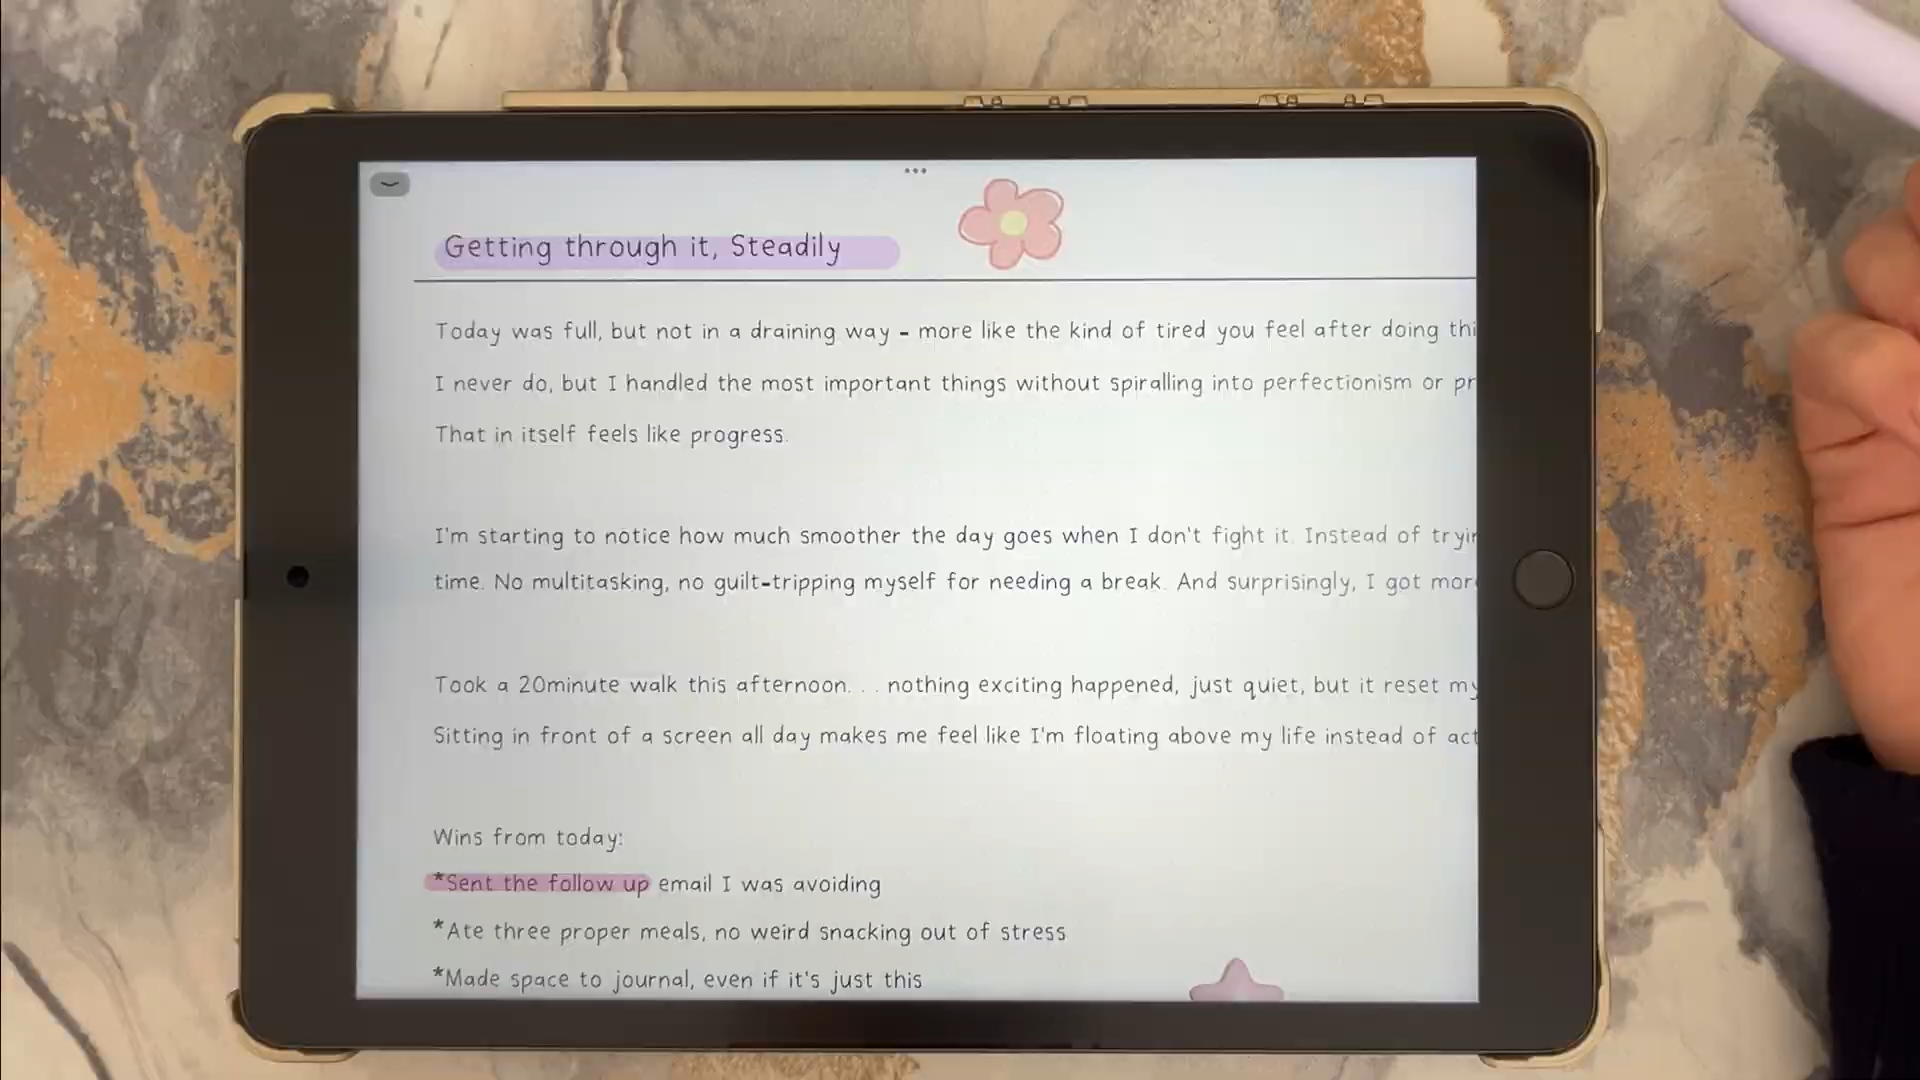 Getting through it, Steadily
Today was full, but not in a draining way - more like the kind of tired you feel after doing thi
I never do, but I handled the most important things without spiralling into perfectionism or pr
That in itself feels like progress.
I'm starting to notice how much smoother the day goes when I don't fight it. Instead of tryin
time. No multitasking, no guilt-tripping myself for needing a break. And surprisingly, I got more
Took a 20minute walk this afternoon. . . nothing exciting happened, just quiet, but it reset my
Sitting in front of a screen all day makes me feel like I'm floating above my life instead of act
Wins from today:
*Sent the follow up email I was avoiding
*Ate three proper meals, no weird snacking out of stress
*Made space to journal, even if it's just this